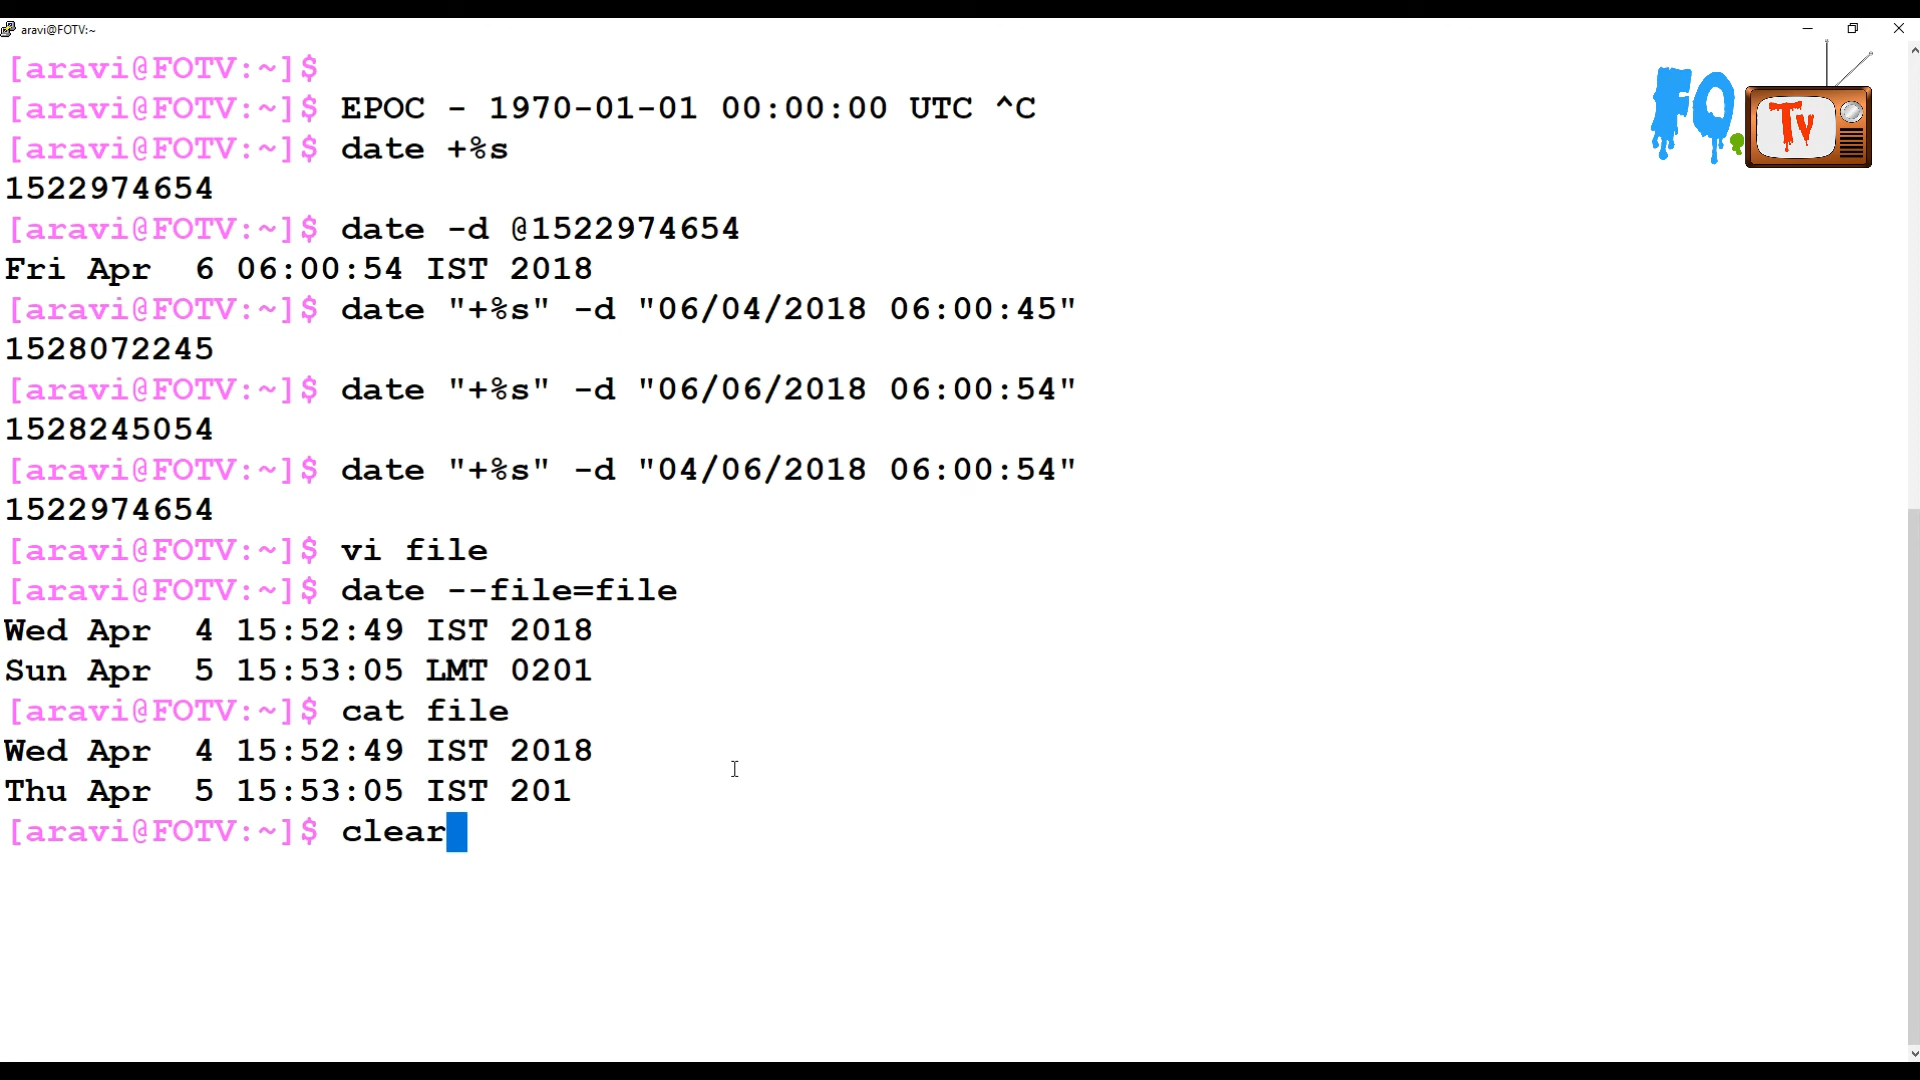 aravi@FOTV:~
[aravi@FOTV:~]$
[aravi@FOTV:~]$ EPOC - 1970-01-01 00:00:00 UTC ^C
[aravi@FOTV:~]$ date +%s
1522974654
[aravi@FOTV:~]$ date -d @1522974654
Fri Apr  6 06:00:54 IST 2018
[aravi@FOTV:~]$ date "+%s" -d "06/04/2018 06:00:45"
1528072245
[aravi@FOTV:~]$ date "+%s" -d "06/06/2018 06:00:54"
1528245054
[aravi@FOTV:~]$ date "+%s" -d "04/06/2018 06:00:54"
1522974654
[aravi@FOTV:~]$ vi file
[aravi@FOTV:~]$ date --file=file
Wed Apr  4 15:52:49 IST 2018
Sun Apr  5 15:53:05 LMT 0201
[aravi@FOTV:~]$ cat file
Wed Apr  4 15:52:49 IST 2018
Thu Apr  5 15:53:05 IST 201
[aravi@FOTV:~]$ clear
FO.Tv